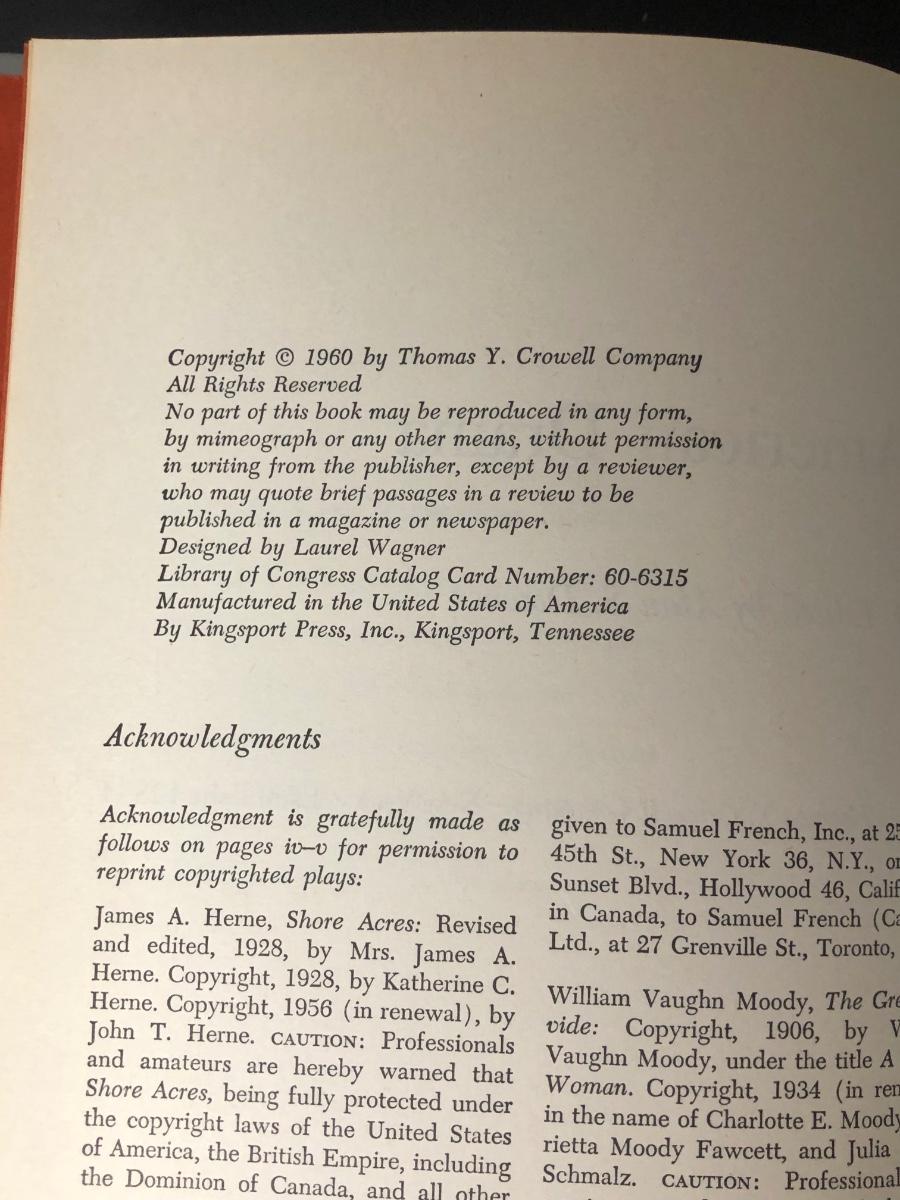 Copyright © 1960 by Thomas Y. Crowell Company
All Rights Reserved
No part of this book may be reproduced in any form,
by mimeograph or any other means, without permission
in writing from the publisher, except by a reviewer,
who may quote brief passages in a review to be
published in a magazine or newspaper.
Designed by Laurel Wagner
Library of Congress Catalog Card Number: 60-6315
Manufactured in the United States of America
By Kingsport Press, Inc., Kingsport, Tennessee
Acknowledgments
Acknowledgment is gratefully made as
follows on pages iv–v for permission to
reprint copyrighted plays:
James A. Herne, Shore Acres: Revised
and edited, 1928, by Mrs. James A.
Herne. Copyright, 1928, by Katherine C.
Herne. Copyright, 1956 (in renewal), by
John T. Herne. CAUTION: Professionals
and amateurs are hereby warned that
Shore Acres, being fully protected under
the copyright laws of the United States
of America, the British Empire, including
the Dominion of Canada, and all other
given to Samuel French, Inc., at
45th St., New York 36, N.Y.,
Sunset Blvd., Hollywood 46,
in Canada, to Samuel French
Ltd., at 27 Grenville St., Toronto,
William Vaughn Moody, The
vide: Copyright, 1906, by
Vaughn Moody, under the title A
Woman. Copyright, 1934 (in
in the name of Charlotte E. Moody
rietta Moody Fawcett, and Julia
Schmalz. CAUTION: